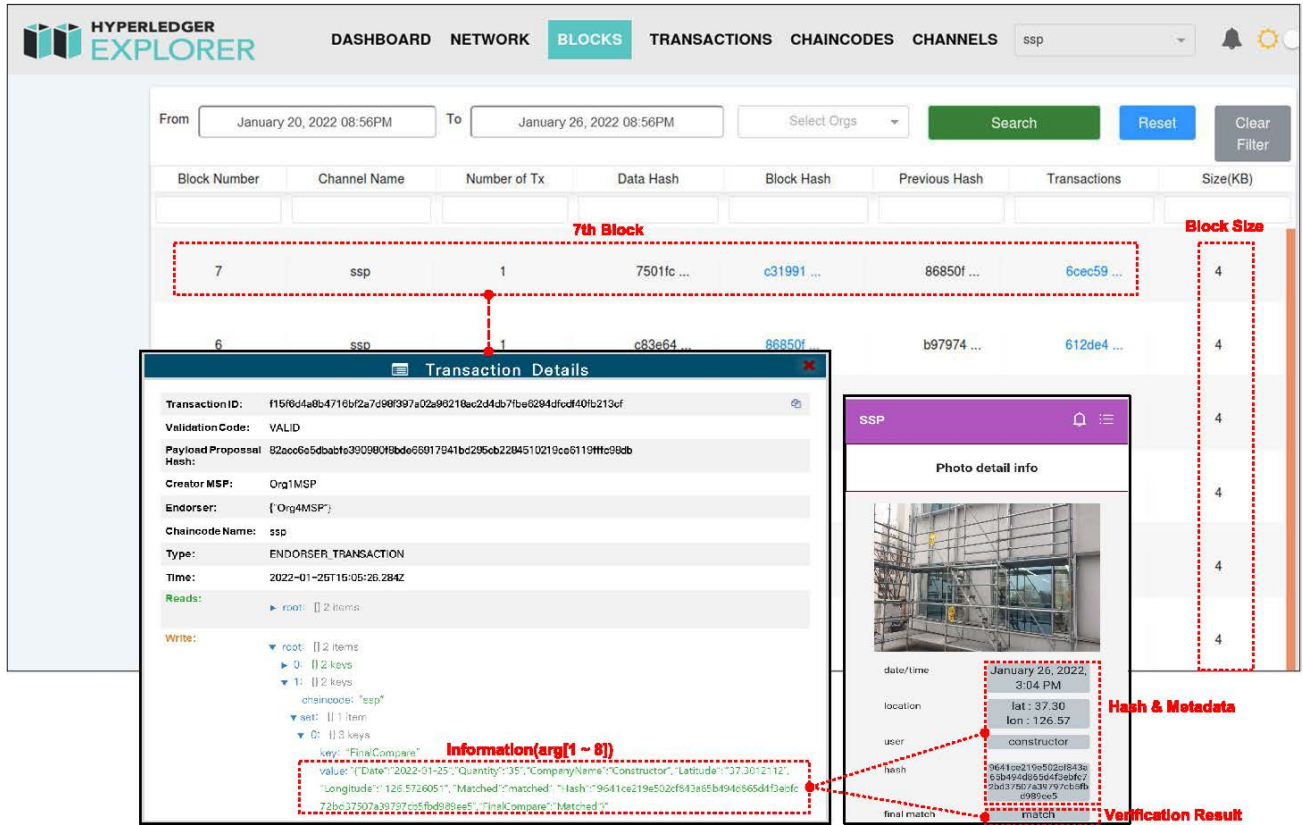 HYPERLEDGER
EXPLORER
DASHBOARD NETWORK BLOCKS TRANSACTIONS CHAINCODES CHANNELS ssp
From January 20, 2022 08:56PM To January 26, 2022 08:56PM Select Orgs Search Reset Clear
Filter
Block Number Channel Name Number of Tx Data Hash Block Hash Previous Hash Transactions Size(KB)
7th Block Block Size
7 ssp 1 7501fc ... c31991 ... 86850f ... 6cec59 ... 4
6 ssp 1 c83e64 ... 86850f ... b97974 ... 612de4 ... 4
4
4
4
4
Transaction Details
Transaction ID: f15f6d4a8b4716bf2a7d98f397a02a96218ac2d4db7fbe6294dfcdf40fb213cf
Validation Code: VALID
Payload Propossal 82acc6e5dbabfe390980f8bde66917941bd295cb2284510219ce6119fffc98db
Hash:
Creator MSP: Org1MSP
Endorser: {"Org4MSP"}
Chaincode Name: ssp
Type: ENDORSER_TRANSACTION
Time: 2022-01-25T15:05:26.284Z
Reads:
root: [] 2 items
Write:
root: [] 2 items
0: {} 2 keys
1: {} 2 keys
chaincode: "ssp"
set: [] 1 item
0: {} 3 keys
key: "FinalCompare"
Information(arg[1 ~ 8])
value: "{"Date":"2022-01-25","Quantity":"35","CompanyName":"Constructor","Latitude":"37.3012112",
"Longitude":"126.5726051","Matched":"matched","Hash":"9641ce219e502cf843a65b494d865d4f3ebfc
72bd37507a39797cb5fbd989ee5","FinalCompare":"Matched"}"
SSP
Photo detail info
date/time January 26, 2022,
3:04 PM
location lat : 37.30
lon : 126.57
Hash & Metadata
user constructor
hash 9641ce219e502cf843a
65b494d865d4f3ebfc7
2bd37507a39797cb5fb
d989ee5
final match match
Verification Result